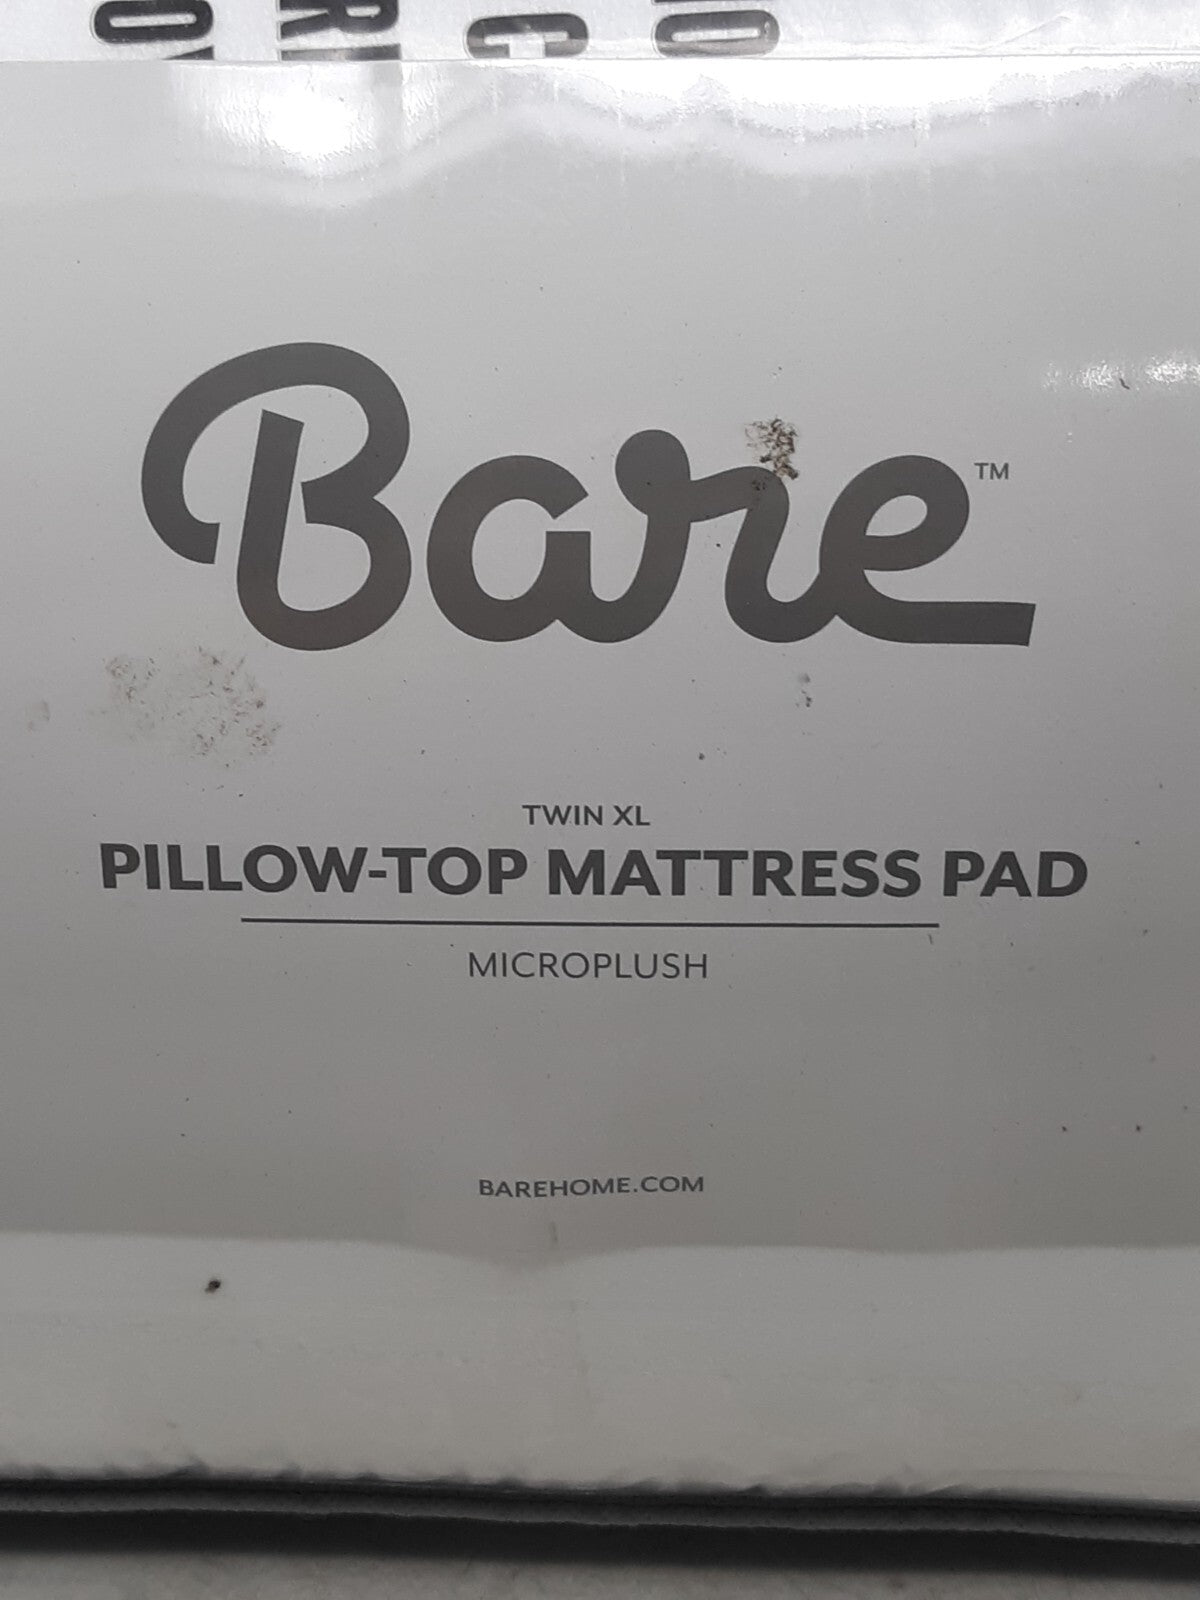 Bare™
TWIN XL
PILLOW-TOP MATTRESS PAD
MICROPLUSH
BAREHOME.COM